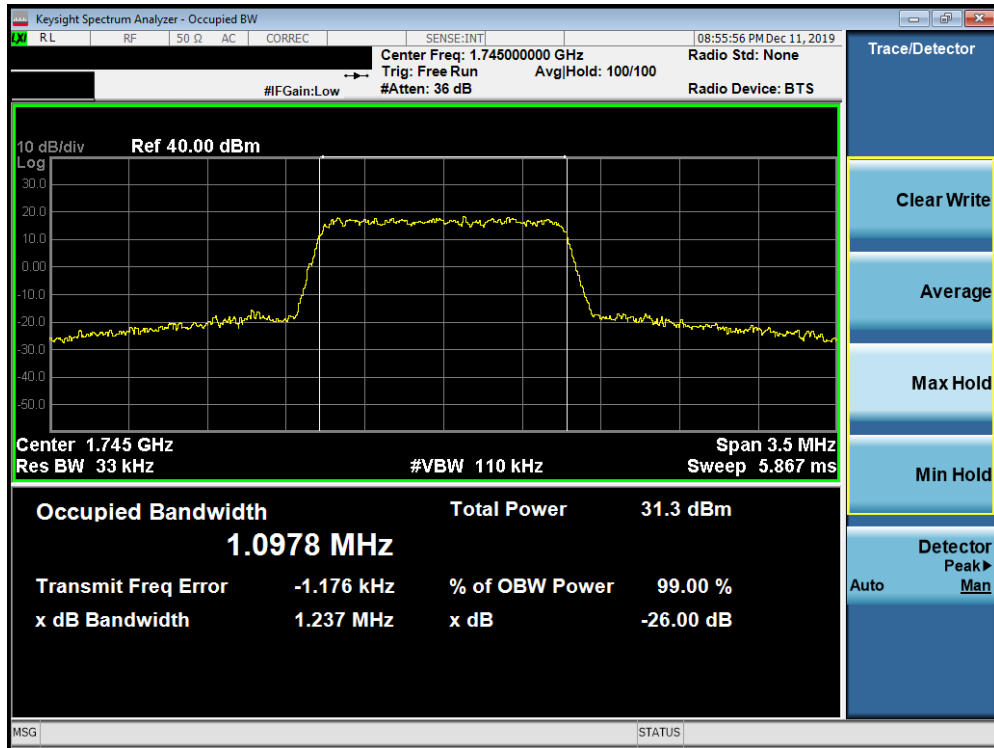 Keysight Spectrum Analyzer - Occupied BW
LXI RL RF 50 Ω AC CORREC SENSE:INT 08:55:56 PM Dec 11, 2019
Center Freq: 1.745000000 GHz Radio Std: None
Trig: Free Run Avg|Hold: 100/100
#IFGain:Low #Atten: 36 dB Radio Device: BTS
10 dB/div Ref 40.00 dBm
Log
30.0
20.0
10.0
0.00
-10.0
-20.0
-30.0
-40.0
-50.0
Center 1.745 GHz Span 3.5 MHz
Res BW 33 kHz #VBW 110 kHz Sweep 5.867 ms
Occupied Bandwidth Total Power 31.3 dBm
1.0978 MHz
Transmit Freq Error -1.176 kHz % of OBW Power 99.00 %
x dB Bandwidth 1.237 MHz x dB -26.00 dB
MSG STATUS
Trace/Detector
Clear Write
Average
Max Hold
Min Hold
Detector
Peak▶
Auto Man